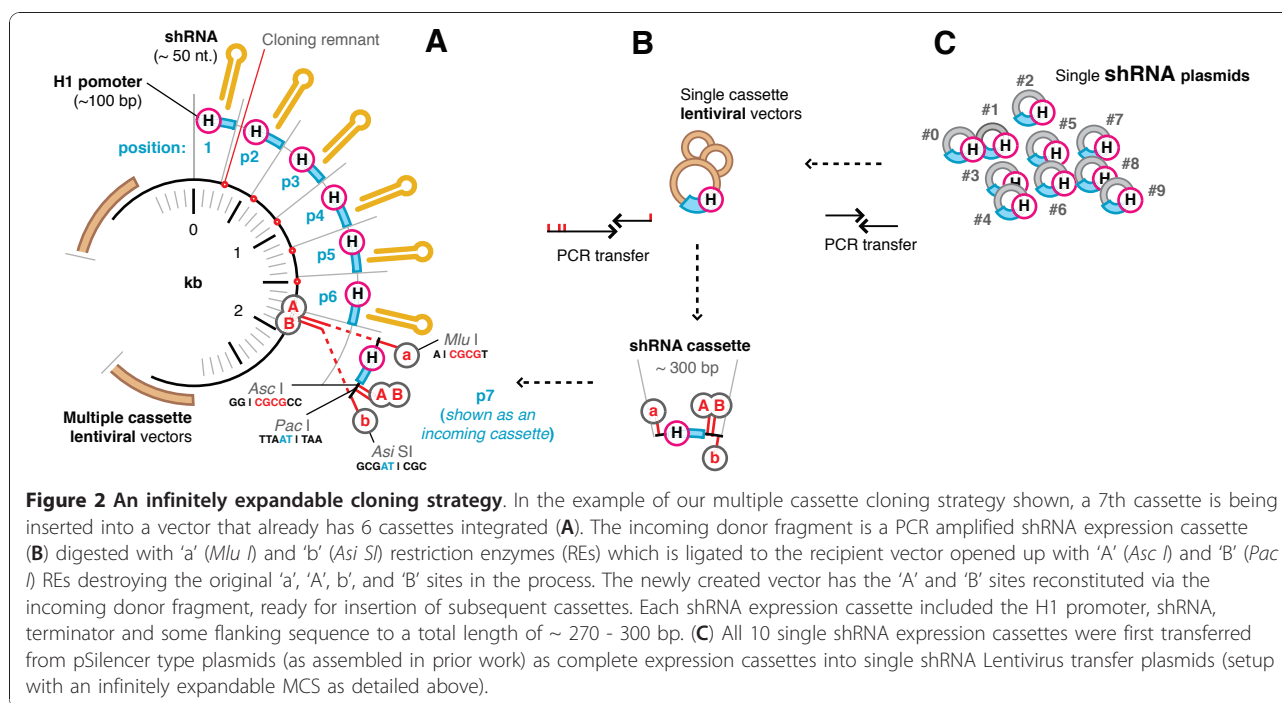 A
B
C
shRNA
(~ 50 nt.)
Cloning remnant
H1 pomoter
(~100 bp)
position:
1
p2
p3
p4
p5
p6
H
H
H
H
H
H
0
1
2
kb
A
B
Multiple cassette
lentiviral vectors
H
a
Mlu I
A I CGCGT
Asc I
GG I CGCGCC
A B
Pac I
TTAAT I TAA
b
Asi SI
GCGAT I CGC
p7
(shown as an
incoming cassette)
Single cassette
lentiviral vectors
H
PCR transfer
shRNA cassette
~ 300 bp
a
A B
H
b
Single shRNA plasmids
#2
#1
#0
#5
#7
#3
#8
#4
#6
#9
H
H
H
H
H
H
H
H
H
H
PCR transfer
Figure 2 An infinitely expandable cloning strategy. In the example of our multiple cassette cloning strategy shown, a 7th cassette is being
inserted into a vector that already has 6 cassettes integrated (A). The incoming donor fragment is a PCR amplified shRNA expression cassette
(B) digested with ‘a’ (Mlu I) and ‘b’ (Asi SI) restriction enzymes (REs) which is ligated to the recipient vector opened up with ‘A’ (Asc I) and ‘B’ (Pac
I) REs destroying the original ‘a’, ‘A’, b’, and ‘B’ sites in the process. The newly created vector has the ‘A’ and ‘B’ sites reconstituted via the
incoming donor fragment, ready for insertion of subsequent cassettes. Each shRNA expression cassette included the H1 promoter, shRNA,
terminator and some flanking sequence to a total length of ~ 270 - 300 bp. (C) All 10 single shRNA expression cassettes were first transferred
from pSilencer type plasmids (as assembled in prior work) as complete expression cassettes into single shRNA Lentivirus transfer plasmids (setup
with an infinitely expandable MCS as detailed above).